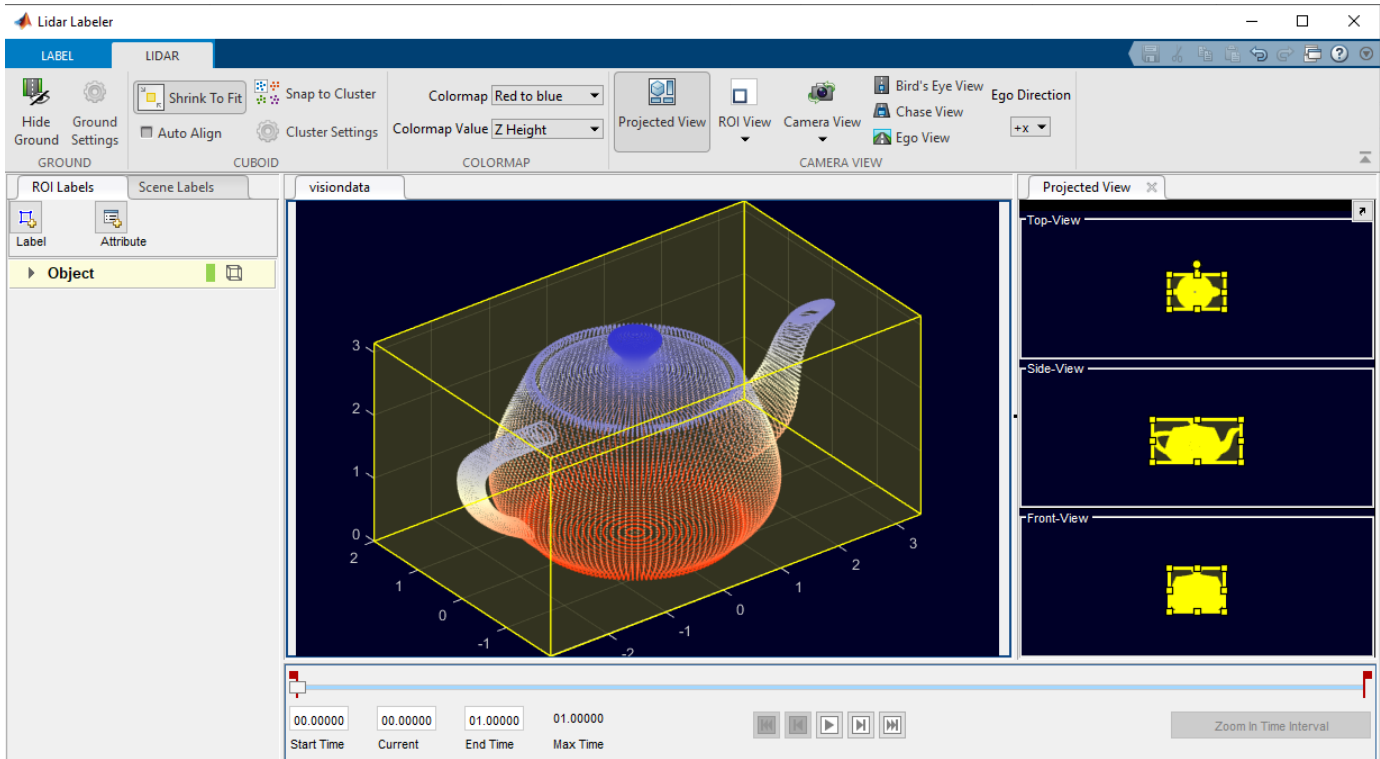 Lidar Labeler
LABEL LIDAR
Hide Ground
Ground Settings
GROUND
Shrink To Fit
Auto Align
Snap to Cluster
Cluster Settings
CUBOID
Colormap Red to blue
Colormap Value Z Height
COLORMAP
Projected View
ROI View
Camera View
Bird's Eye View
Chase View
Ego View
CAMERA VIEW
Ego Direction
+x
ROI Labels Scene Labels
Label Attribute
Object
visiondata
3
2
1
0
2
1
0
-1
-2
-1
0
1
2
3
Projected View
Top-View
Side-View
Front-View
00.00000 00.00000 01.00000 01.00000
Start Time Current End Time Max Time
Zoom In Time Interval